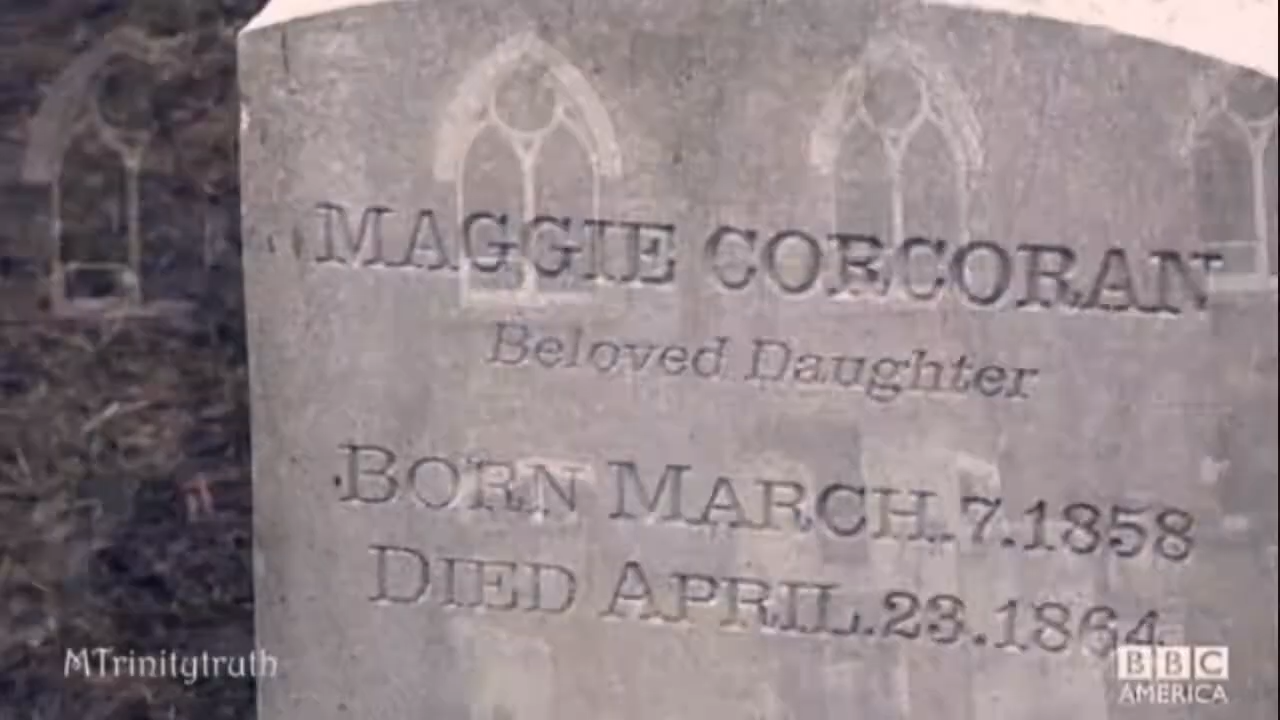 MAGGIE CORCORAN
Beloved Daughter
BORN MARCH.7.1858
DIED APRIL.23.1864
MTrinitytruth
BBC
AMERICA